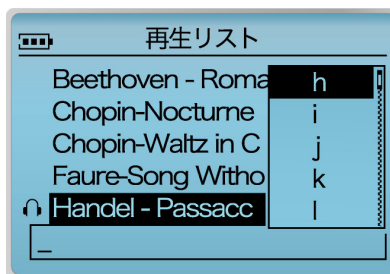 再生リスト
Beethoven - Roma
Chopin-Nocturne
Chopin-Waltz in C
Faure-Song Witho
Handel - Passacc
h
i
j
k
l
_